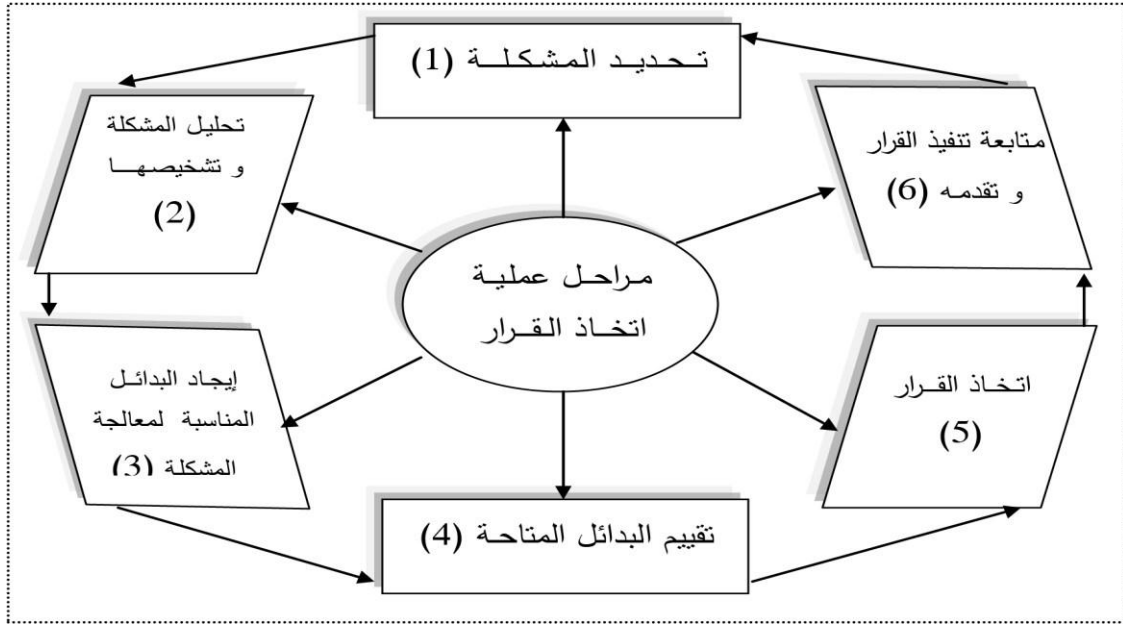 تحديد المشكلة (1)
تحليل المشكلة
و تشخيصها
(2)
إيجاد البدائل
المناسبة لمعالجة
المشكلة (3)
تقييم البدائل المتاحة (4)
اتخاذ القرار
(5)
متابعة تنفيذ القرار
و تقدمه (6)
مراحل عملية
اتخاذ القرار